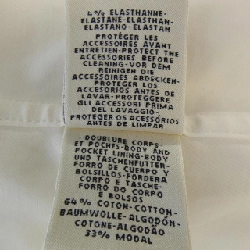 4% ELASTHANNE-
ELASTANE-ELASTHAN-
ELASTANO ELASTAN
PROTÉGER LES
ACCESSOIRES AVANT
ENTRETIEN-PROTECT THE
ACCESSORIES BEFORE
CLEANING-VOR DEM
REINIGEN DIE
ACCESSOIRES ABDECKEN-
PROTEGER LOS
ACCESORIOS ANTES DE
LAVAR-PROTEGGERE
GLI ACCESSORI PRIMA
DEL LAVAGGIO-
PROTEGER OS ACESSÓRIOS
ANTES DE LIMPAR
DOUBLURE CORPS
ET POCHES-BODY AND
POCKET LINING-BODY
UND TASCHENFUTTER-
FORRO DE CUERPO Y
BOLSILLOS-FODERA
CORPO E TASCHE-
FORRO DO CORPO
E BOLSOS
64% COTON-COTTON-
BAUMWOLLE-ALGODÓN-
COTONE-ALGODÃO
33% MODAL